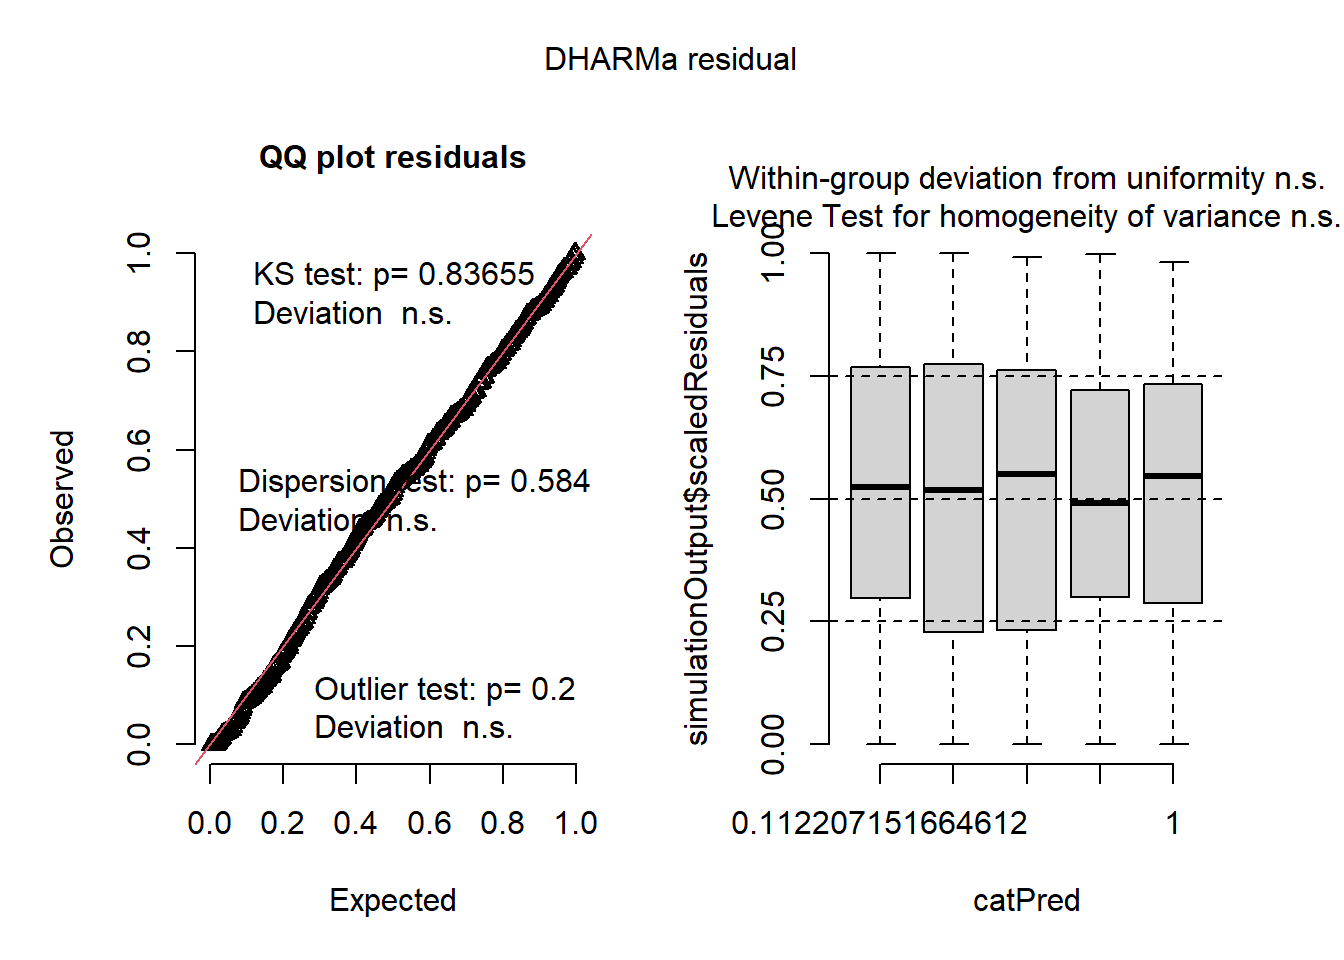 DHARMa residual
QQ plot residuals
KS test: p= 0.83655
Deviation  n.s.
Dispersion test: p= 0.584
Deviation  n.s.
Outlier test: p= 0.2
Deviation  n.s.
Observed
0.0
0.2
0.4
0.6
0.8
1.0
0.0 0.2 0.4 0.6 0.8 1.0
Expected
Within-group deviation from uniformity n.s.
Levene Test for homogeneity of variance n.s.
simulationOutput$scaledResiduals
0.00
0.25
0.50
0.75
1.00
0.112207151664612 1
catPred